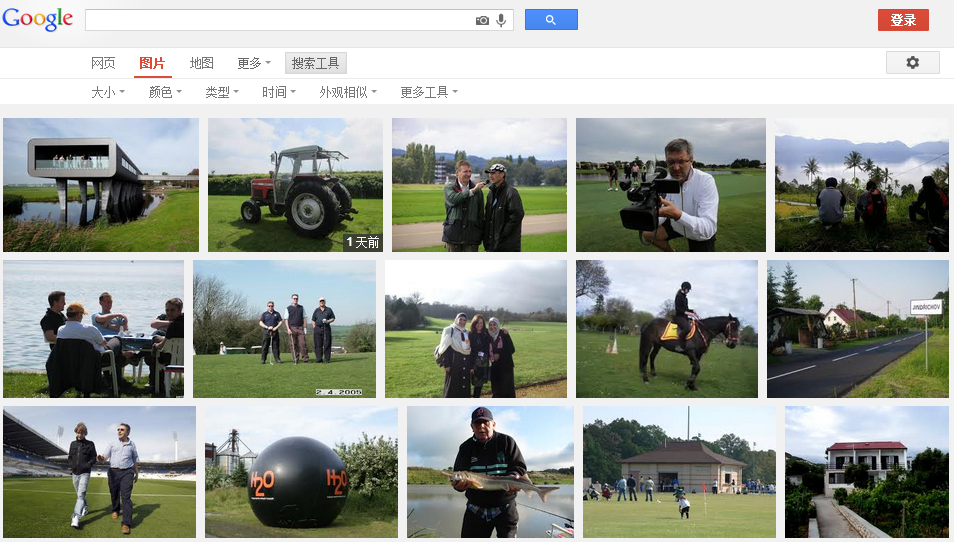 Google
登录
网页 图片 地图 更多 搜索工具
大小 颜色 类型 时间 外观相似 更多工具
1 天前
JINDŘICHOV
2. 4. 2005
H2O H2O